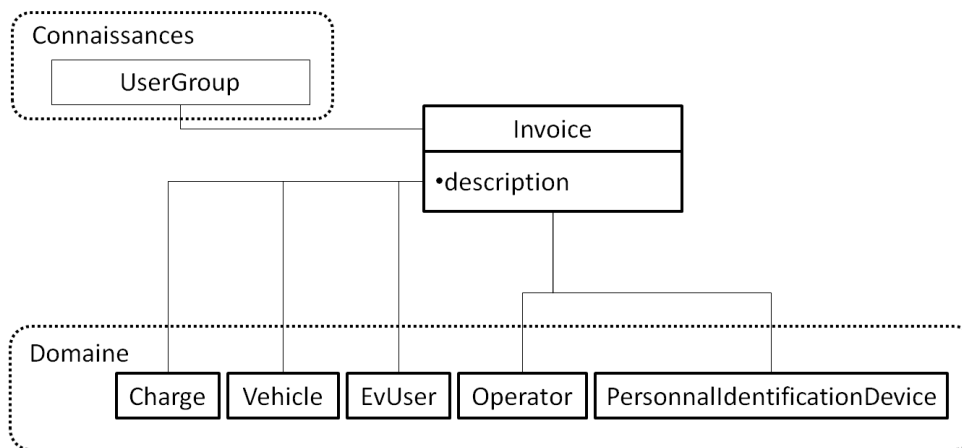 Connaissances
UserGroup
Invoice
•description
Domaine
Charge
Vehicle
EvUser
Operator
PersonnalIdentificationDevice